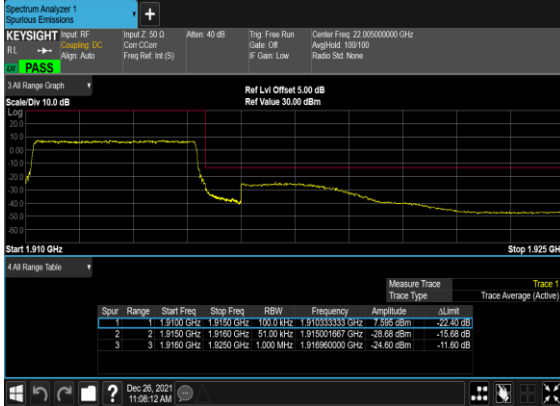 Spectrum Analyzer 1
Spurious Emissions
KEYSIGHT Input: RF Input Z: 50 Ω Atten: 40 dB Trig: Free Run Center Freq: 22.005000000 GHz
RL Coupling: DC Corr CCorr Gate: Off Avg|Hold: 100/100
Align: Auto Freq Ref: Int (S) IF Gain: Low Radio Std: None
LXI PASS
3 All Range Graph
Ref Lvl Offset 5.00 dB
Scale/Div 10.0 dB Ref Value 30.00 dBm
Log
20.0
10.0
0.00
-10.0
-20.0
-30.0
-40.0
-50.0
-60.0
Start 1.910 GHz Stop 1.925 GH
4 All Range Table
Measure Trace Trace 1
Trace Type Trace Average (Active)
Spur Range Start Freq Stop Freq RBW Frequency Amplitude ΔLimit
1 1 1.9100 GHz 1.9150 GHz 100.0 kHz 1.910333333 GHz 7.595 dBm -22.40 dB
2 2 1.9150 GHz 1.9160 GHz 51.00 kHz 1.915001667 GHz -28.68 dBm -15.68 dB
3 3 1.9160 GHz 1.9250 GHz 1.000 MHz 1.916960000 GHz -24.60 dBm -11.60 dB
Dec 26, 2021
11:08:12 AM